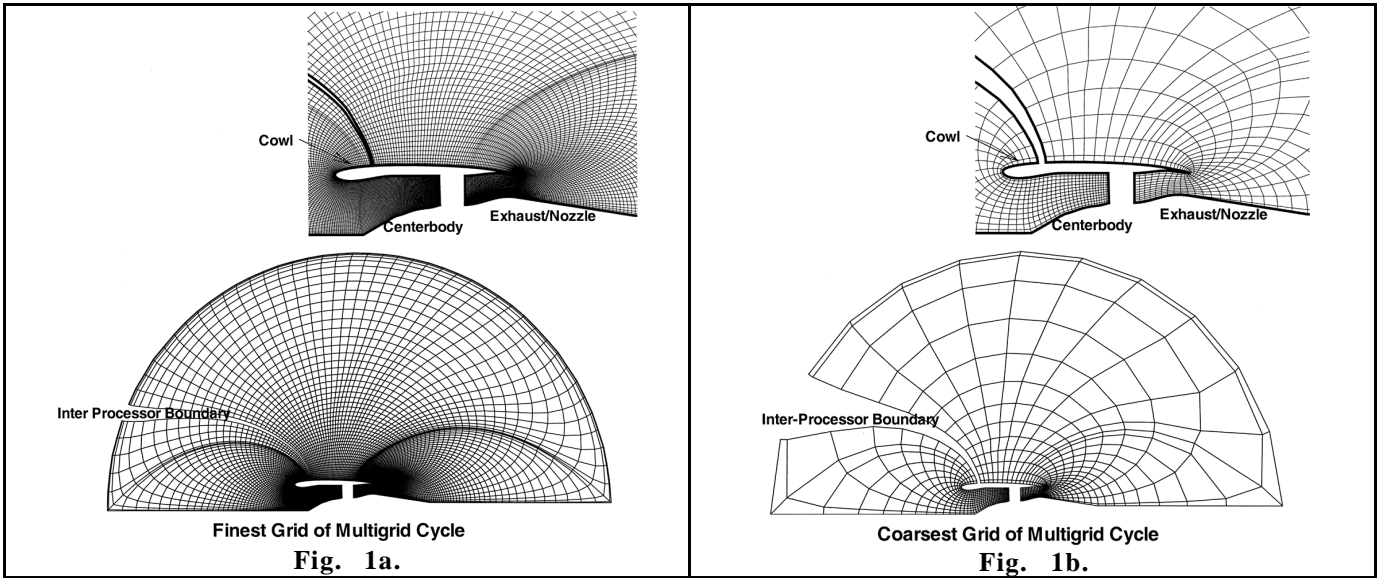 Cowl
Exhaust/Nozzle
Centerbody
Inter Processor Boundary
Finest Grid of Multigrid Cycle
Fig. 1a.
Cowl
Exhaust/Nozzle
Centerbody
Inter-Processor Boundary
Coarsest Grid of Multigrid Cycle
Fig. 1b.